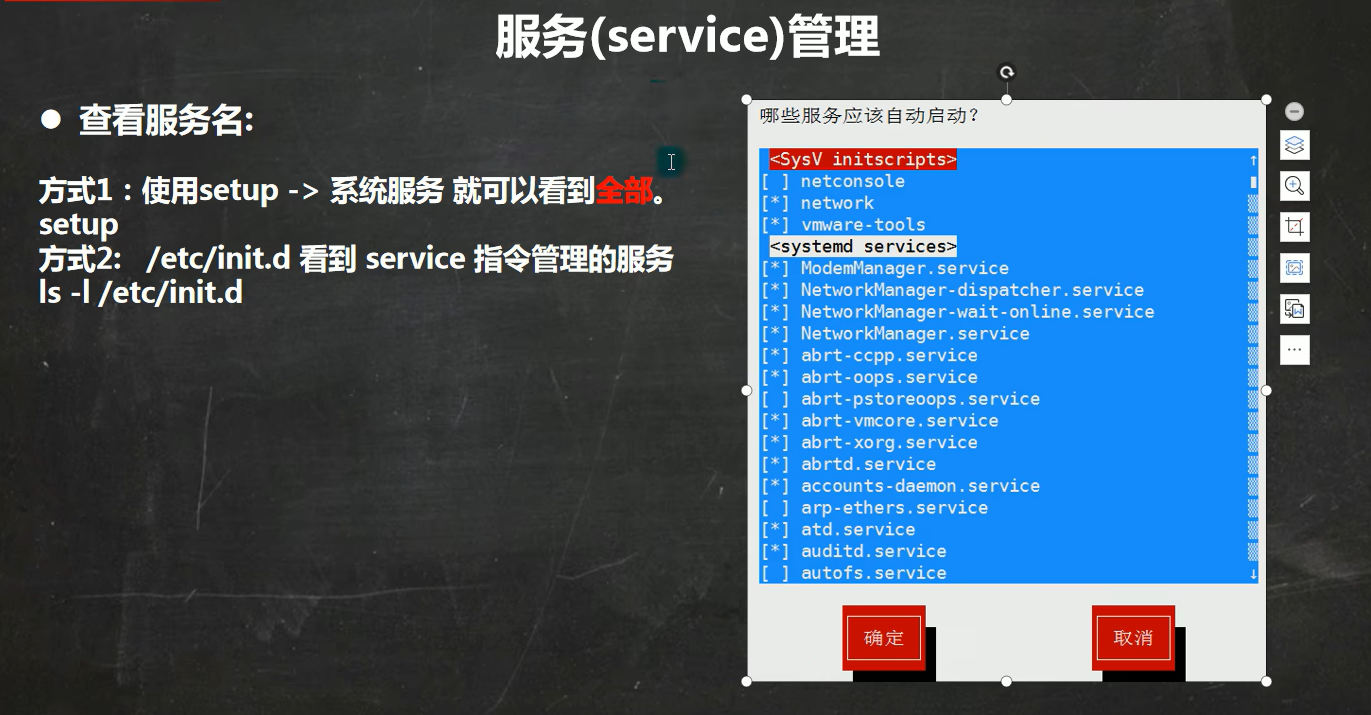 服务(service)管理
● 查看服务名:
方式1：使用setup -> 系统服务 就可以看到全部。
setup
方式2: /etc/init.d 看到 service 指令管理的服务
ls -l /etc/init.d
哪些服务应该自动启动?
<SysV initscripts>
[ ] netconsole
[*] network
[*] vmware-tools
<systemd services>
[*] ModemManager.service
[*] NetworkManager-dispatcher.service
[*] NetworkManager-wait-online.service
[*] NetworkManager.service
[*] abrt-ccpp.service
[*] abrt-oops.service
[ ] abrt-pstoreoops.service
[*] abrt-vmcore.service
[*] abrt-xorg.service
[*] abrtd.service
[*] accounts-daemon.service
[ ] arp-ethers.service
[*] atd.service
[*] auditd.service
[ ] autofs.service
确定 取消